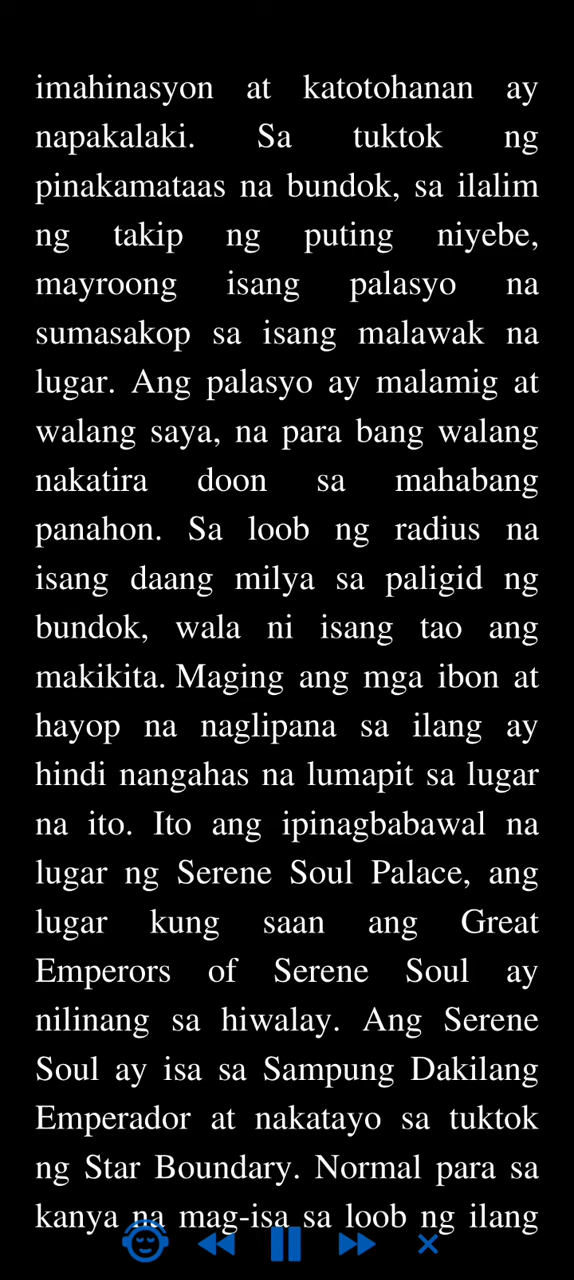 imahinasyon at katotohanan ay
napakalaki. Sa tuktok ng
pinakamataas na bundok, sa ilalim
ng takip ng puting niyebe,
mayroong isang palasyo na
sumasakop sa isang malawak na
lugar. Ang palasyo ay malamig at
walang saya, na para bang walang
nakatira doon sa mahabang
panahon. Sa loob ng radius na
isang daang milya sa paligid ng
bundok, wala ni isang tao ang
makikita. Maging ang mga ibon at
hayop na naglipana sa ilang ay
hindi nangahas na lumapit sa lugar
na ito. Ito ang ipinagbabawal na
lugar ng Serene Soul Palace, ang
lugar kung saan ang Great
Emperors of Serene Soul ay
nilinang sa hiwalay. Ang Serene
Soul ay isa sa Sampung Dakilang
Emperador at nakatayo sa tuktok
ng Star Boundary. Normal para sa
kanya na mag-isa sa loob ng ilang